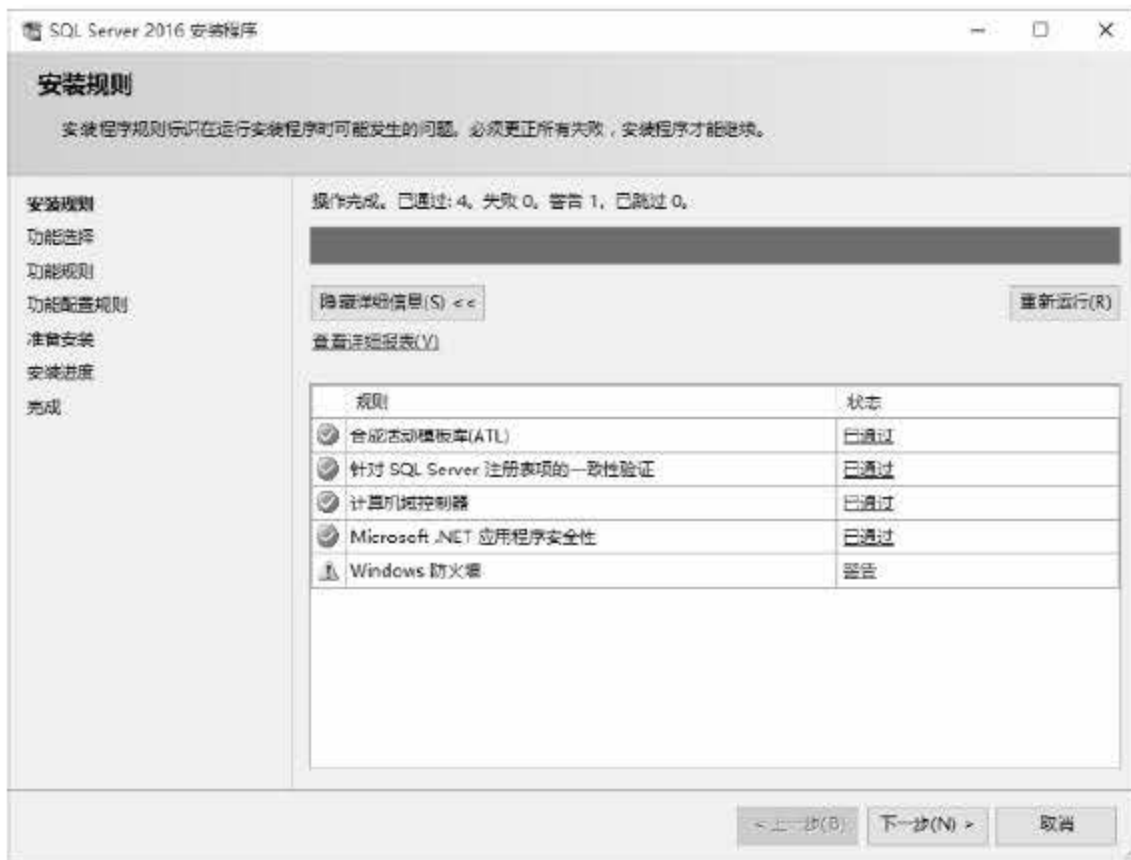 SQL Server 2016 安装程序
安装规则
安装程序规则标识在运行安装程序时可能发生的问题。必须更正所有失败，安装程序才能继续。
安装规则
功能选择
功能规则
功能配置规则
准备安装
安装进度
完成
操作完成。已通过: 4。失败 0。警告 1。已跳过 0。
隐藏详细信息(S) <<
重新运行(R)
查看详细报表(V)
规则 状态
合成活动模板库(ATL) 已通过
针对 SQL Server 注册表项的一致性验证 已通过
计算机域控制器 已通过
Microsoft .NET 应用程序安全性 已通过
Windows 防火墙 警告
< 上一步(B) 下一步(N) > 取消